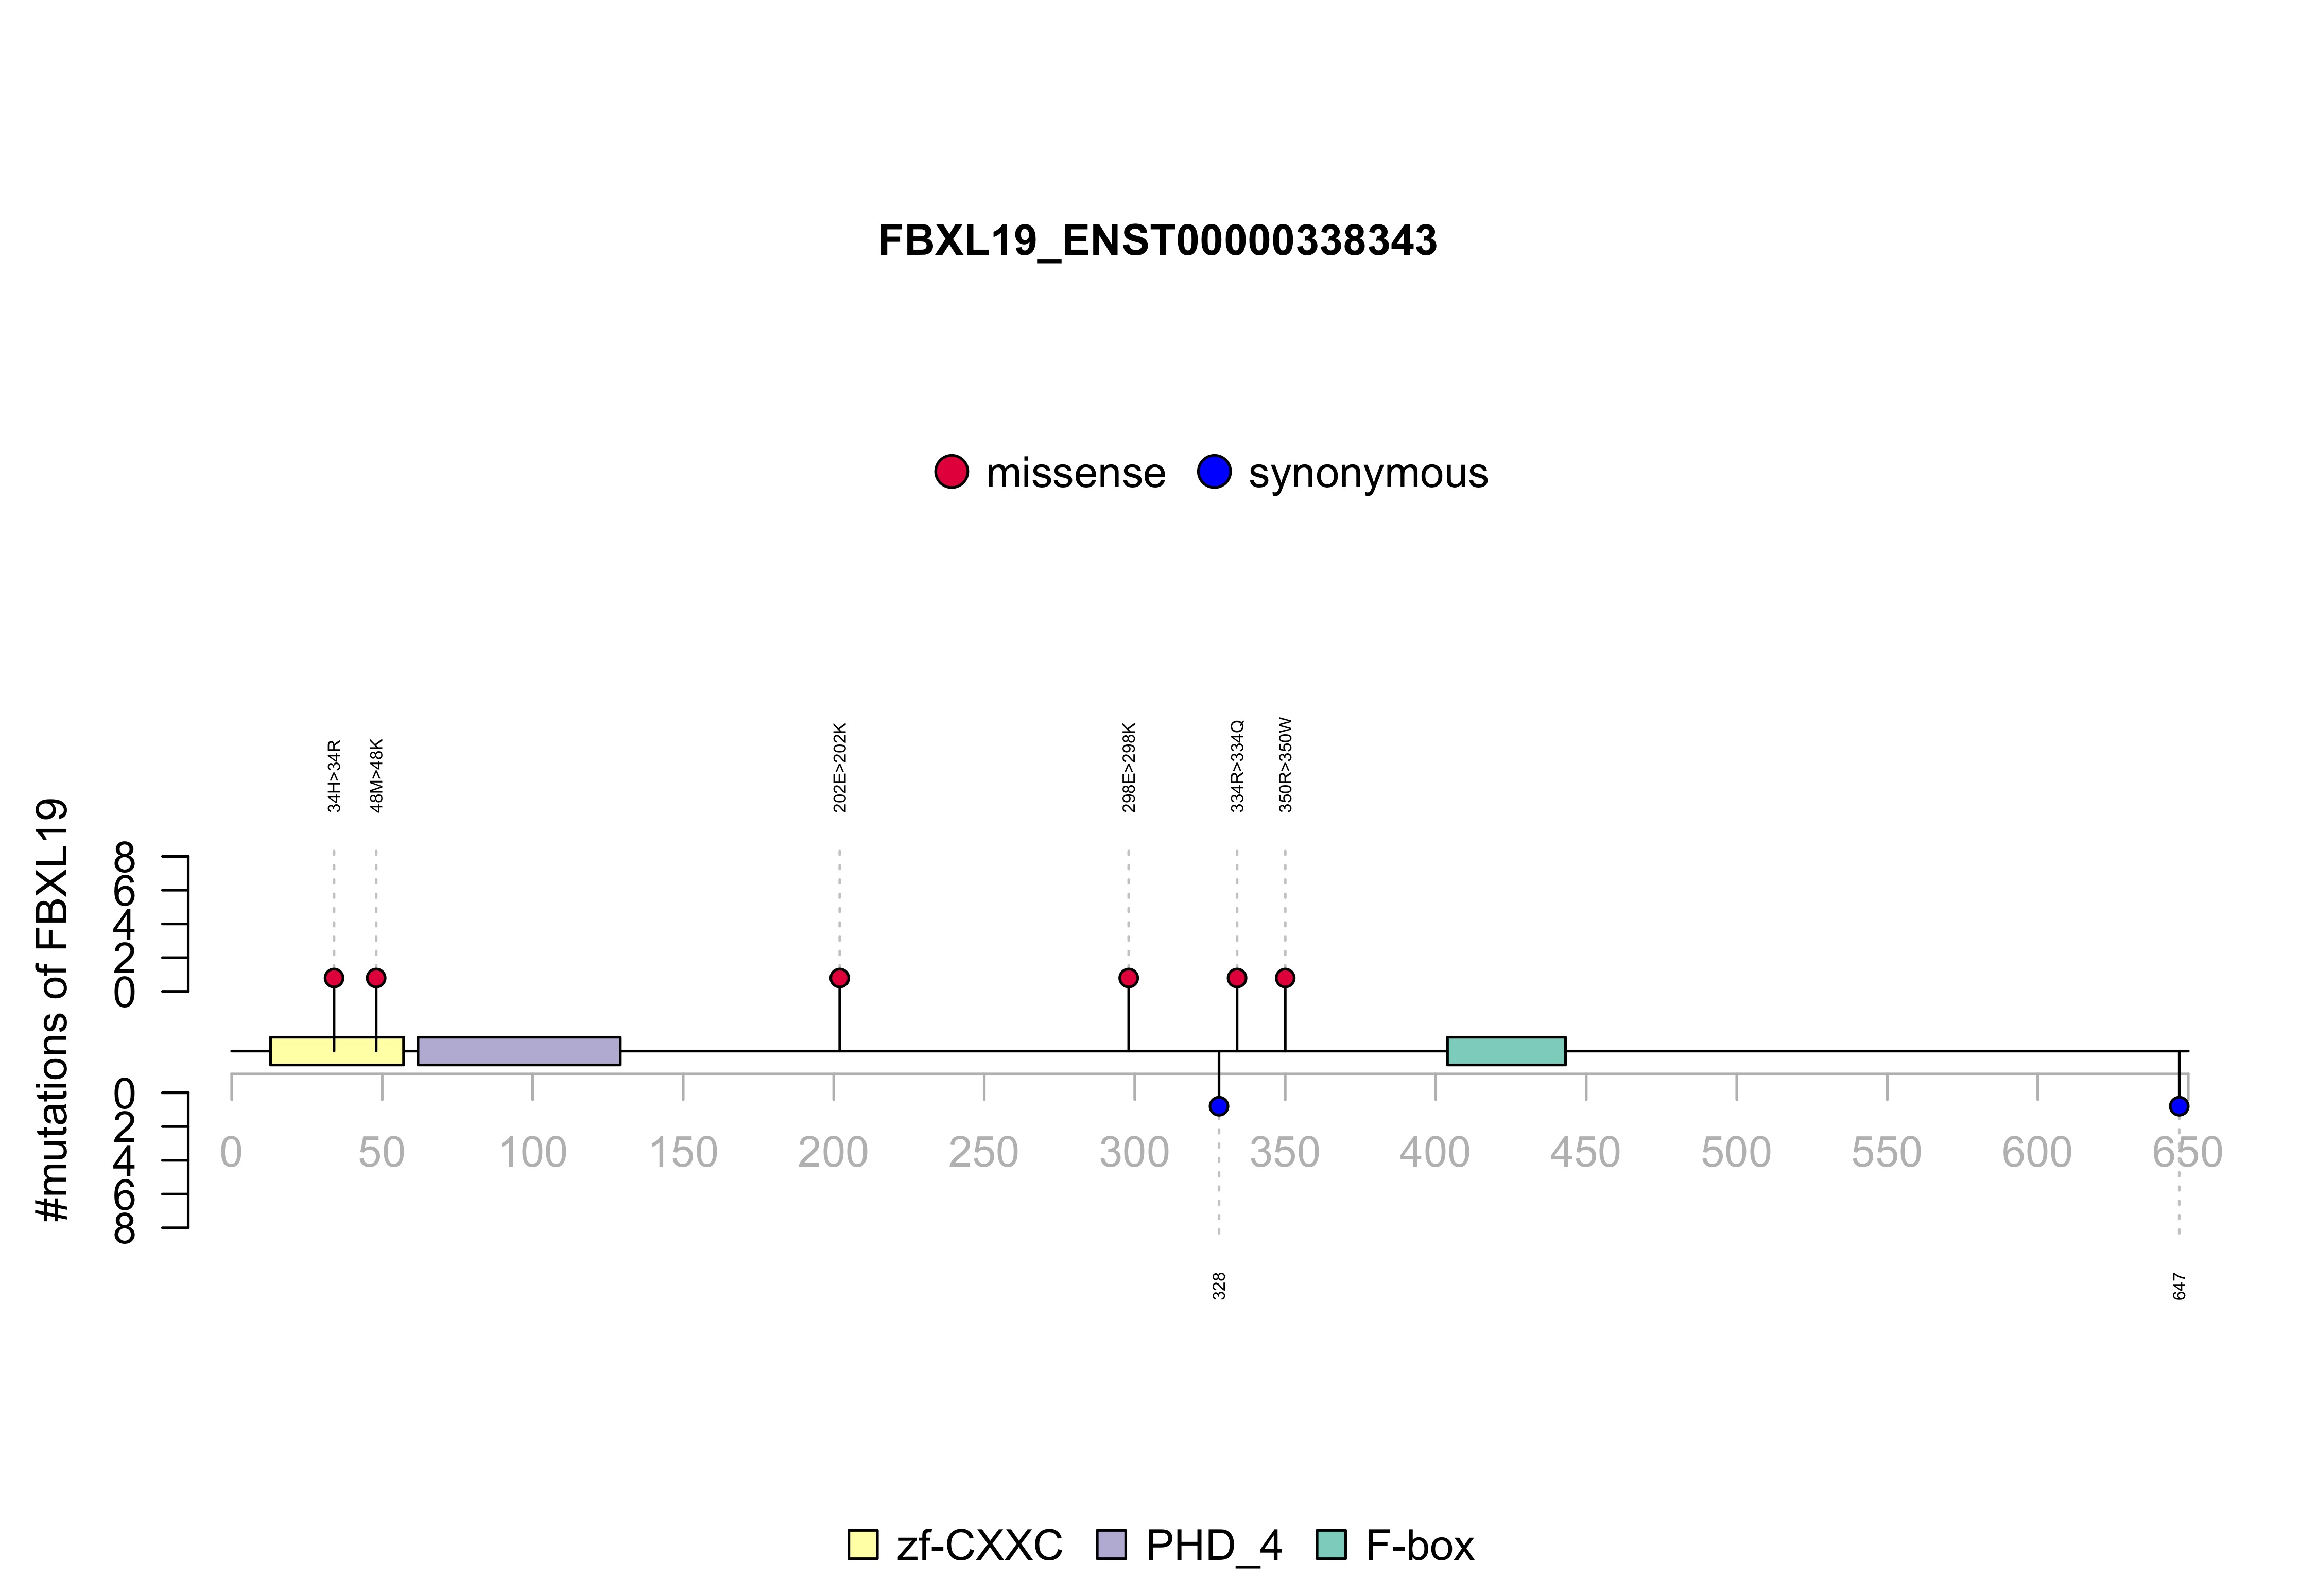 FBXL19_ENST00000338343
missense synonymous
34H>34R 48M>48K 202E>202K 298E>298K 334R>334Q 350R>350W
#mutations of FBXL19
8
6
4
2
0
0
2
4
6
8
0 50 100 150 200 250 300 350 400 450 500 550 600 650
328 647
zf-CXXC PHD_4 F-box